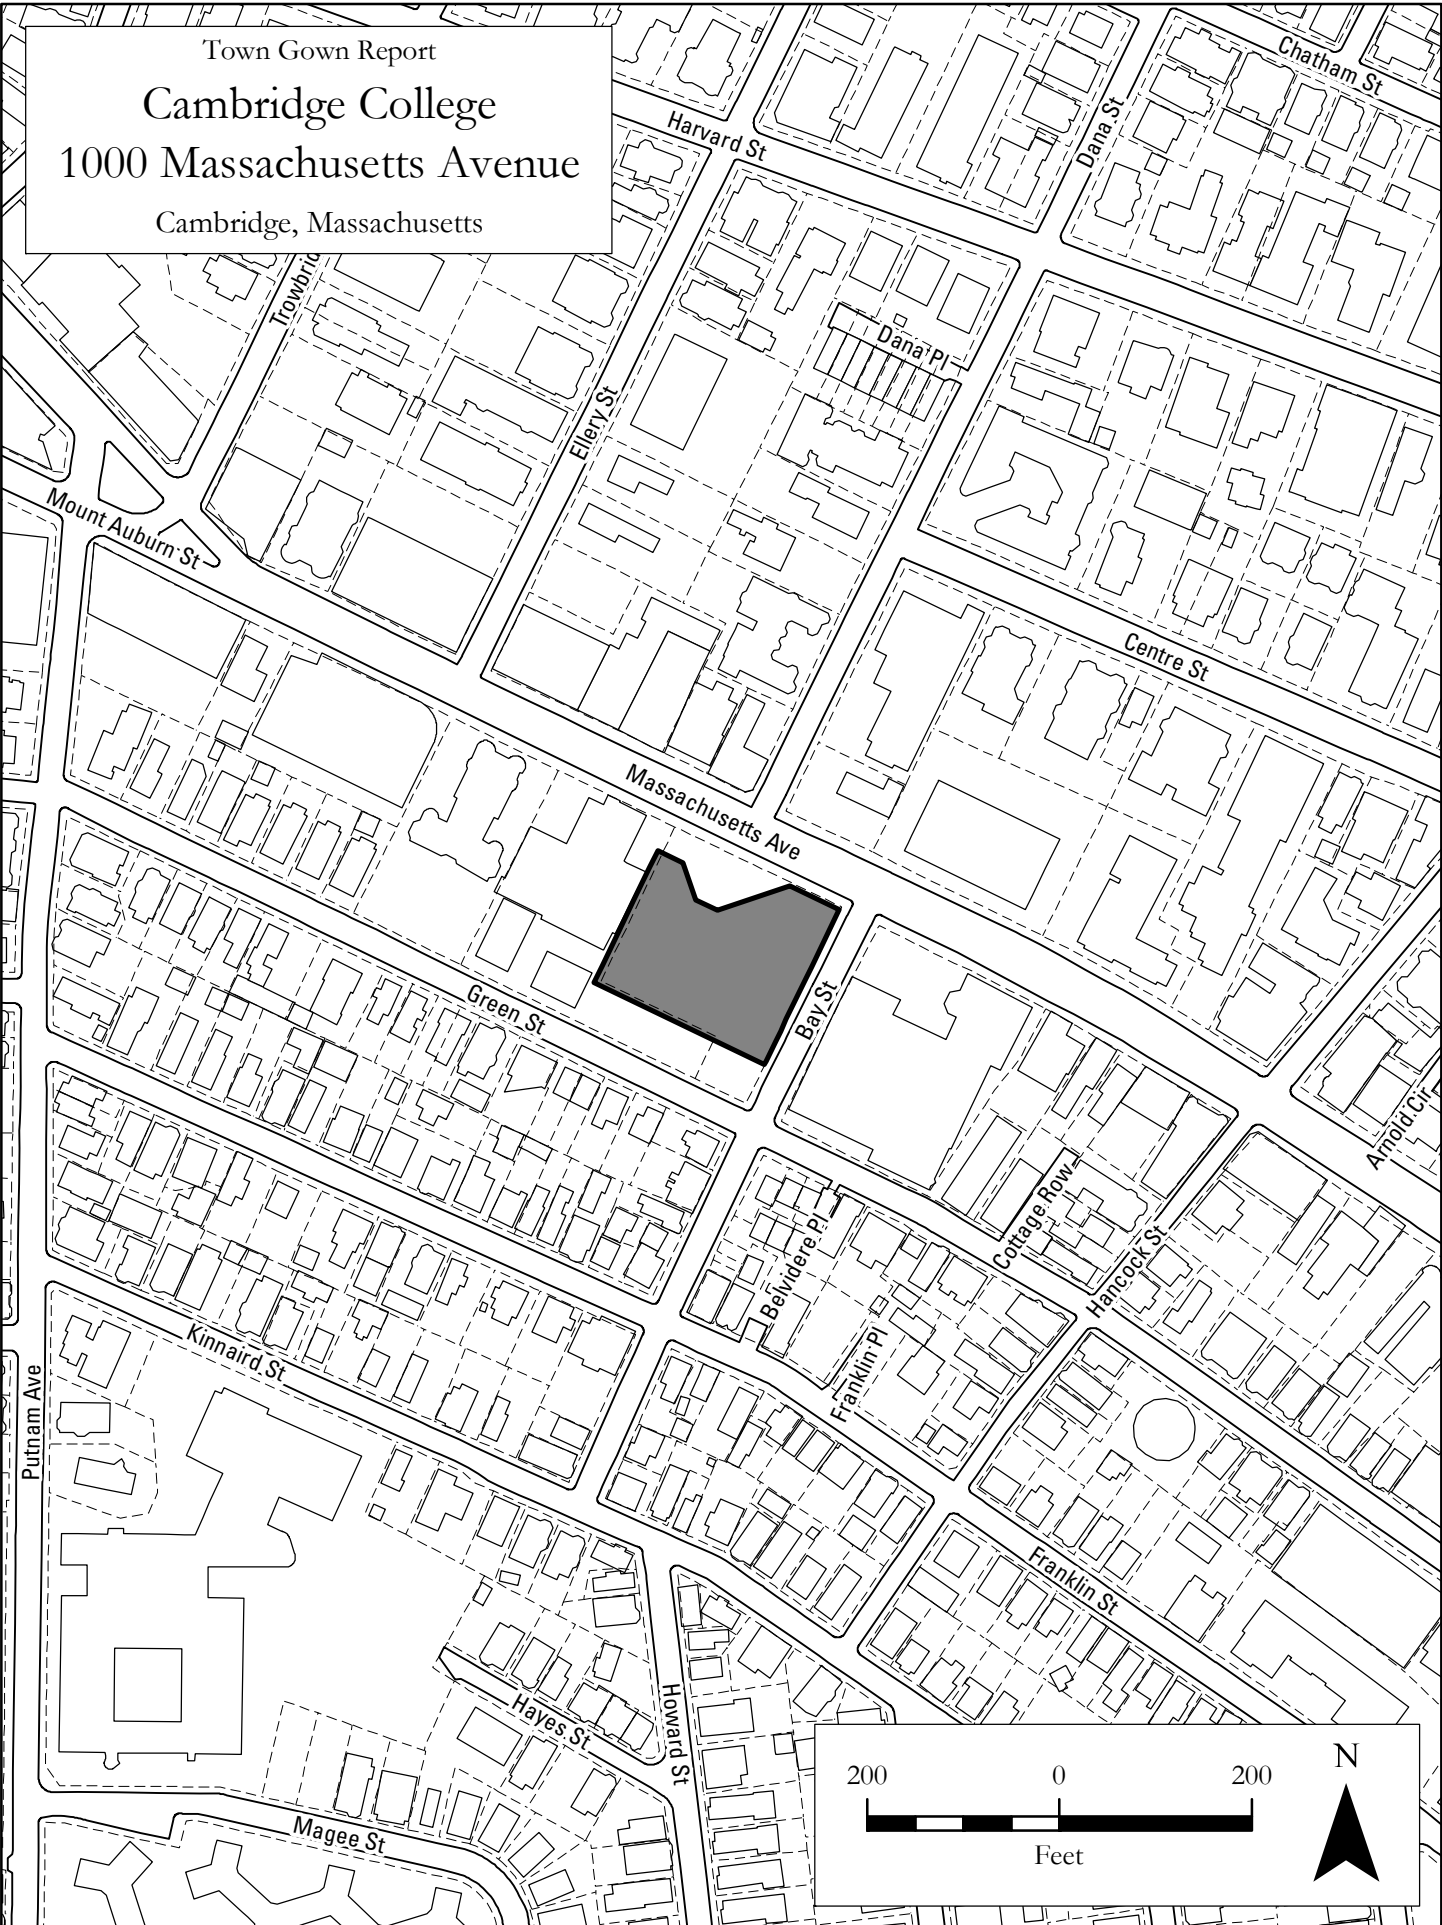 Town Gown Report
Cambridge College
1000 Massachusetts Avenue
Cambridge, Massachusetts
Chatham St
Harvard St
Dana St
Dana Pl
Ellery St
Mount Auburn St
Centre St
Massachusetts Ave
Green St
Bay St
Arnold Cir
Cottage Row
Belvidere Pl
Hancock St
Franklin Pl
Kinnaird St
Putnam Ave
Franklin St
Howard St
Hayes St
Magee St
200 0 200
Feet
N